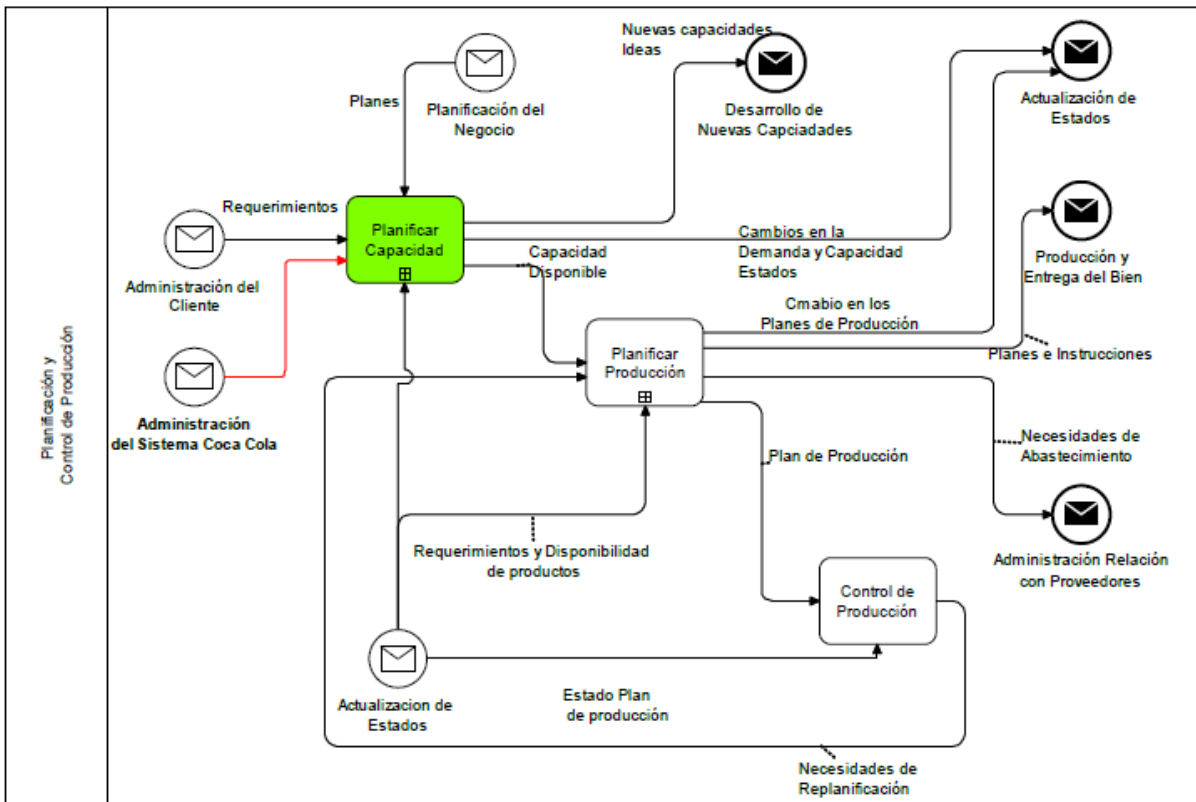 Planificación y
Control de Producción
Nuevas capacidades
Ideas
Planes
Planificación del
Negocio
Desarrollo de
Nuevas Capciadades
Actualización de
Estados
Requerimientos
Planificar
Capacidad
Administración del
Cliente
Capacidad
Disponible
Cambios en la
Demanda y Capacidad
Estados
Producción y
Entrega del Bien
Cmabio en los
Planes de Producción
Planificar
Producción
Planes e Instrucciones
Administración
del Sistema Coca Cola
Plan de Producción
Necesidades de
Abastecimiento
Requerimientos y Disponibilidad
de productos
Administración Relación
con Proveedores
Control de
Producción
Actualizacion de
Estados
Estado Plan
de producción
Necesidades de
Replanificación